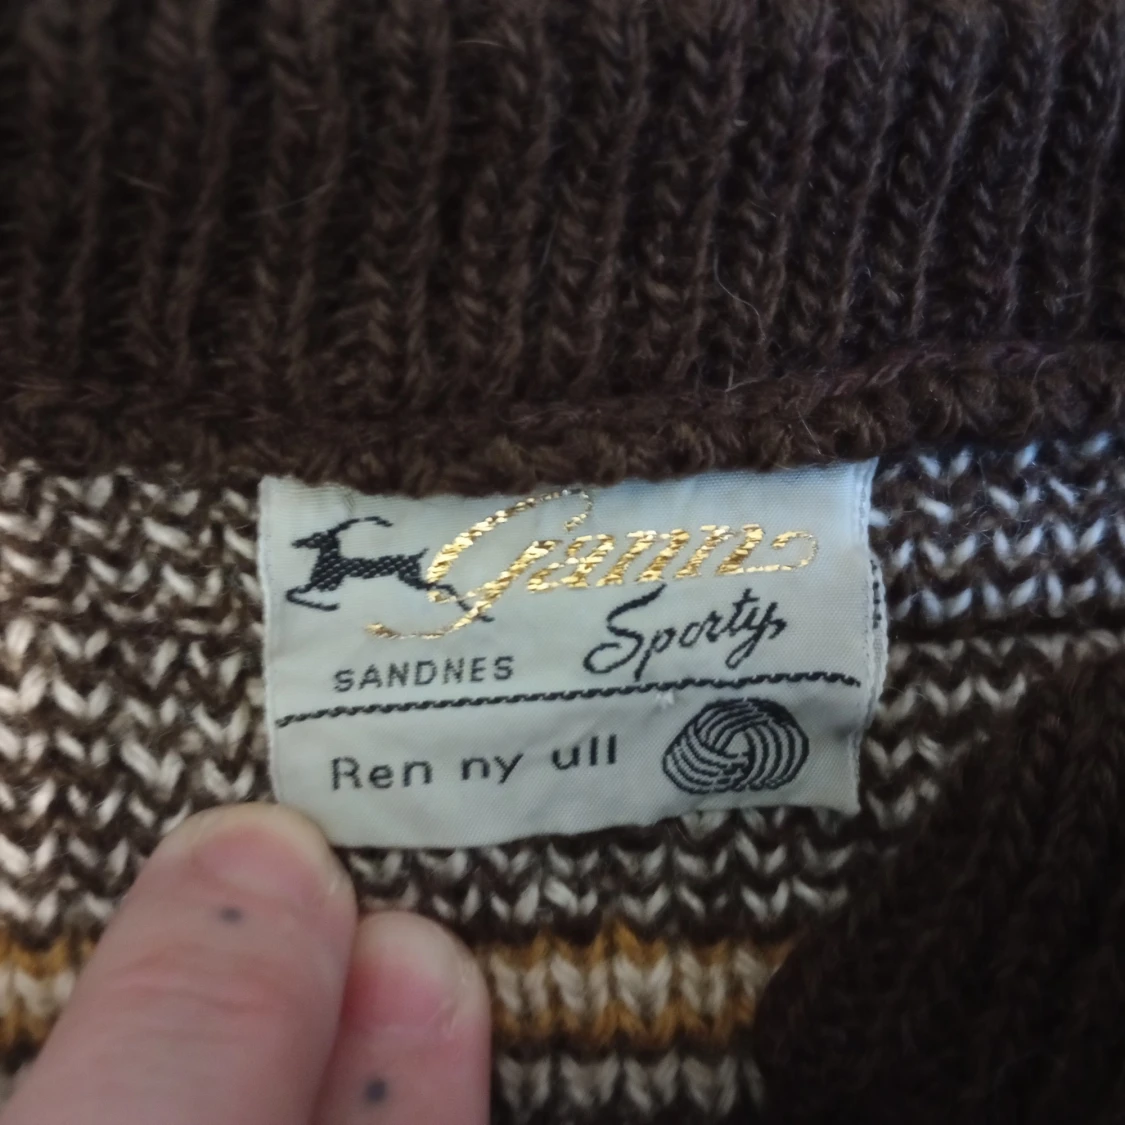 Gann
Sporty
SANDNES
Ren ny ull